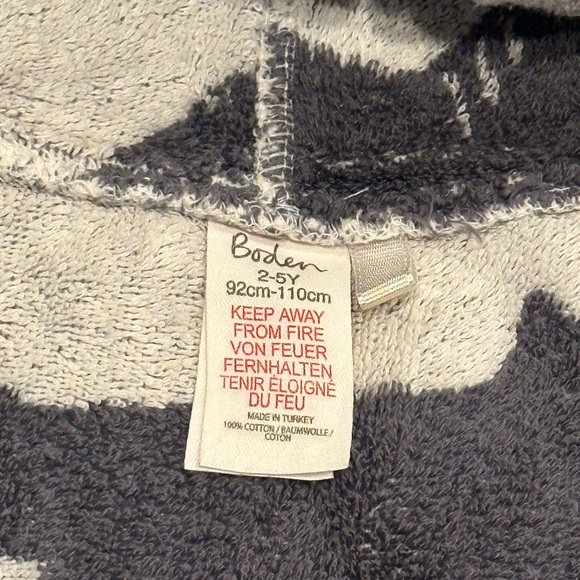 Boden
2-5Y
92cm-110cm
KEEP AWAY
FROM FIRE
VON FEUER
FERNHALTEN
TENIR ÉLOIGNÉ
DU FEU
MADE IN TURKEY
100% COTTON / BAUMWOLLE /
COTON